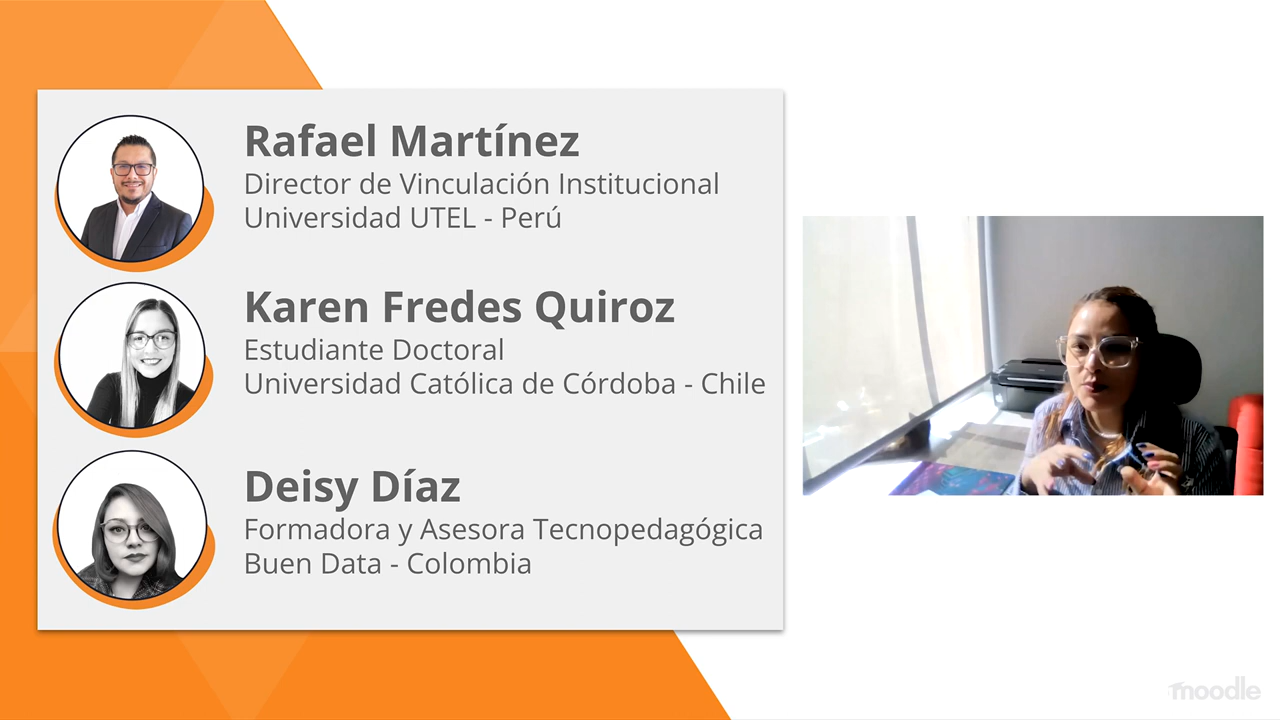 Rafael Martínez
Director de Vinculación Institucional
Universidad UTEL - Perú
Karen Fredes Quiroz
Estudiante Doctoral
Universidad Católica de Córdoba - Chile
Deisy Díaz
Formadora y Asesora Tecnopedagógica
Buen Data - Colombia
moodle